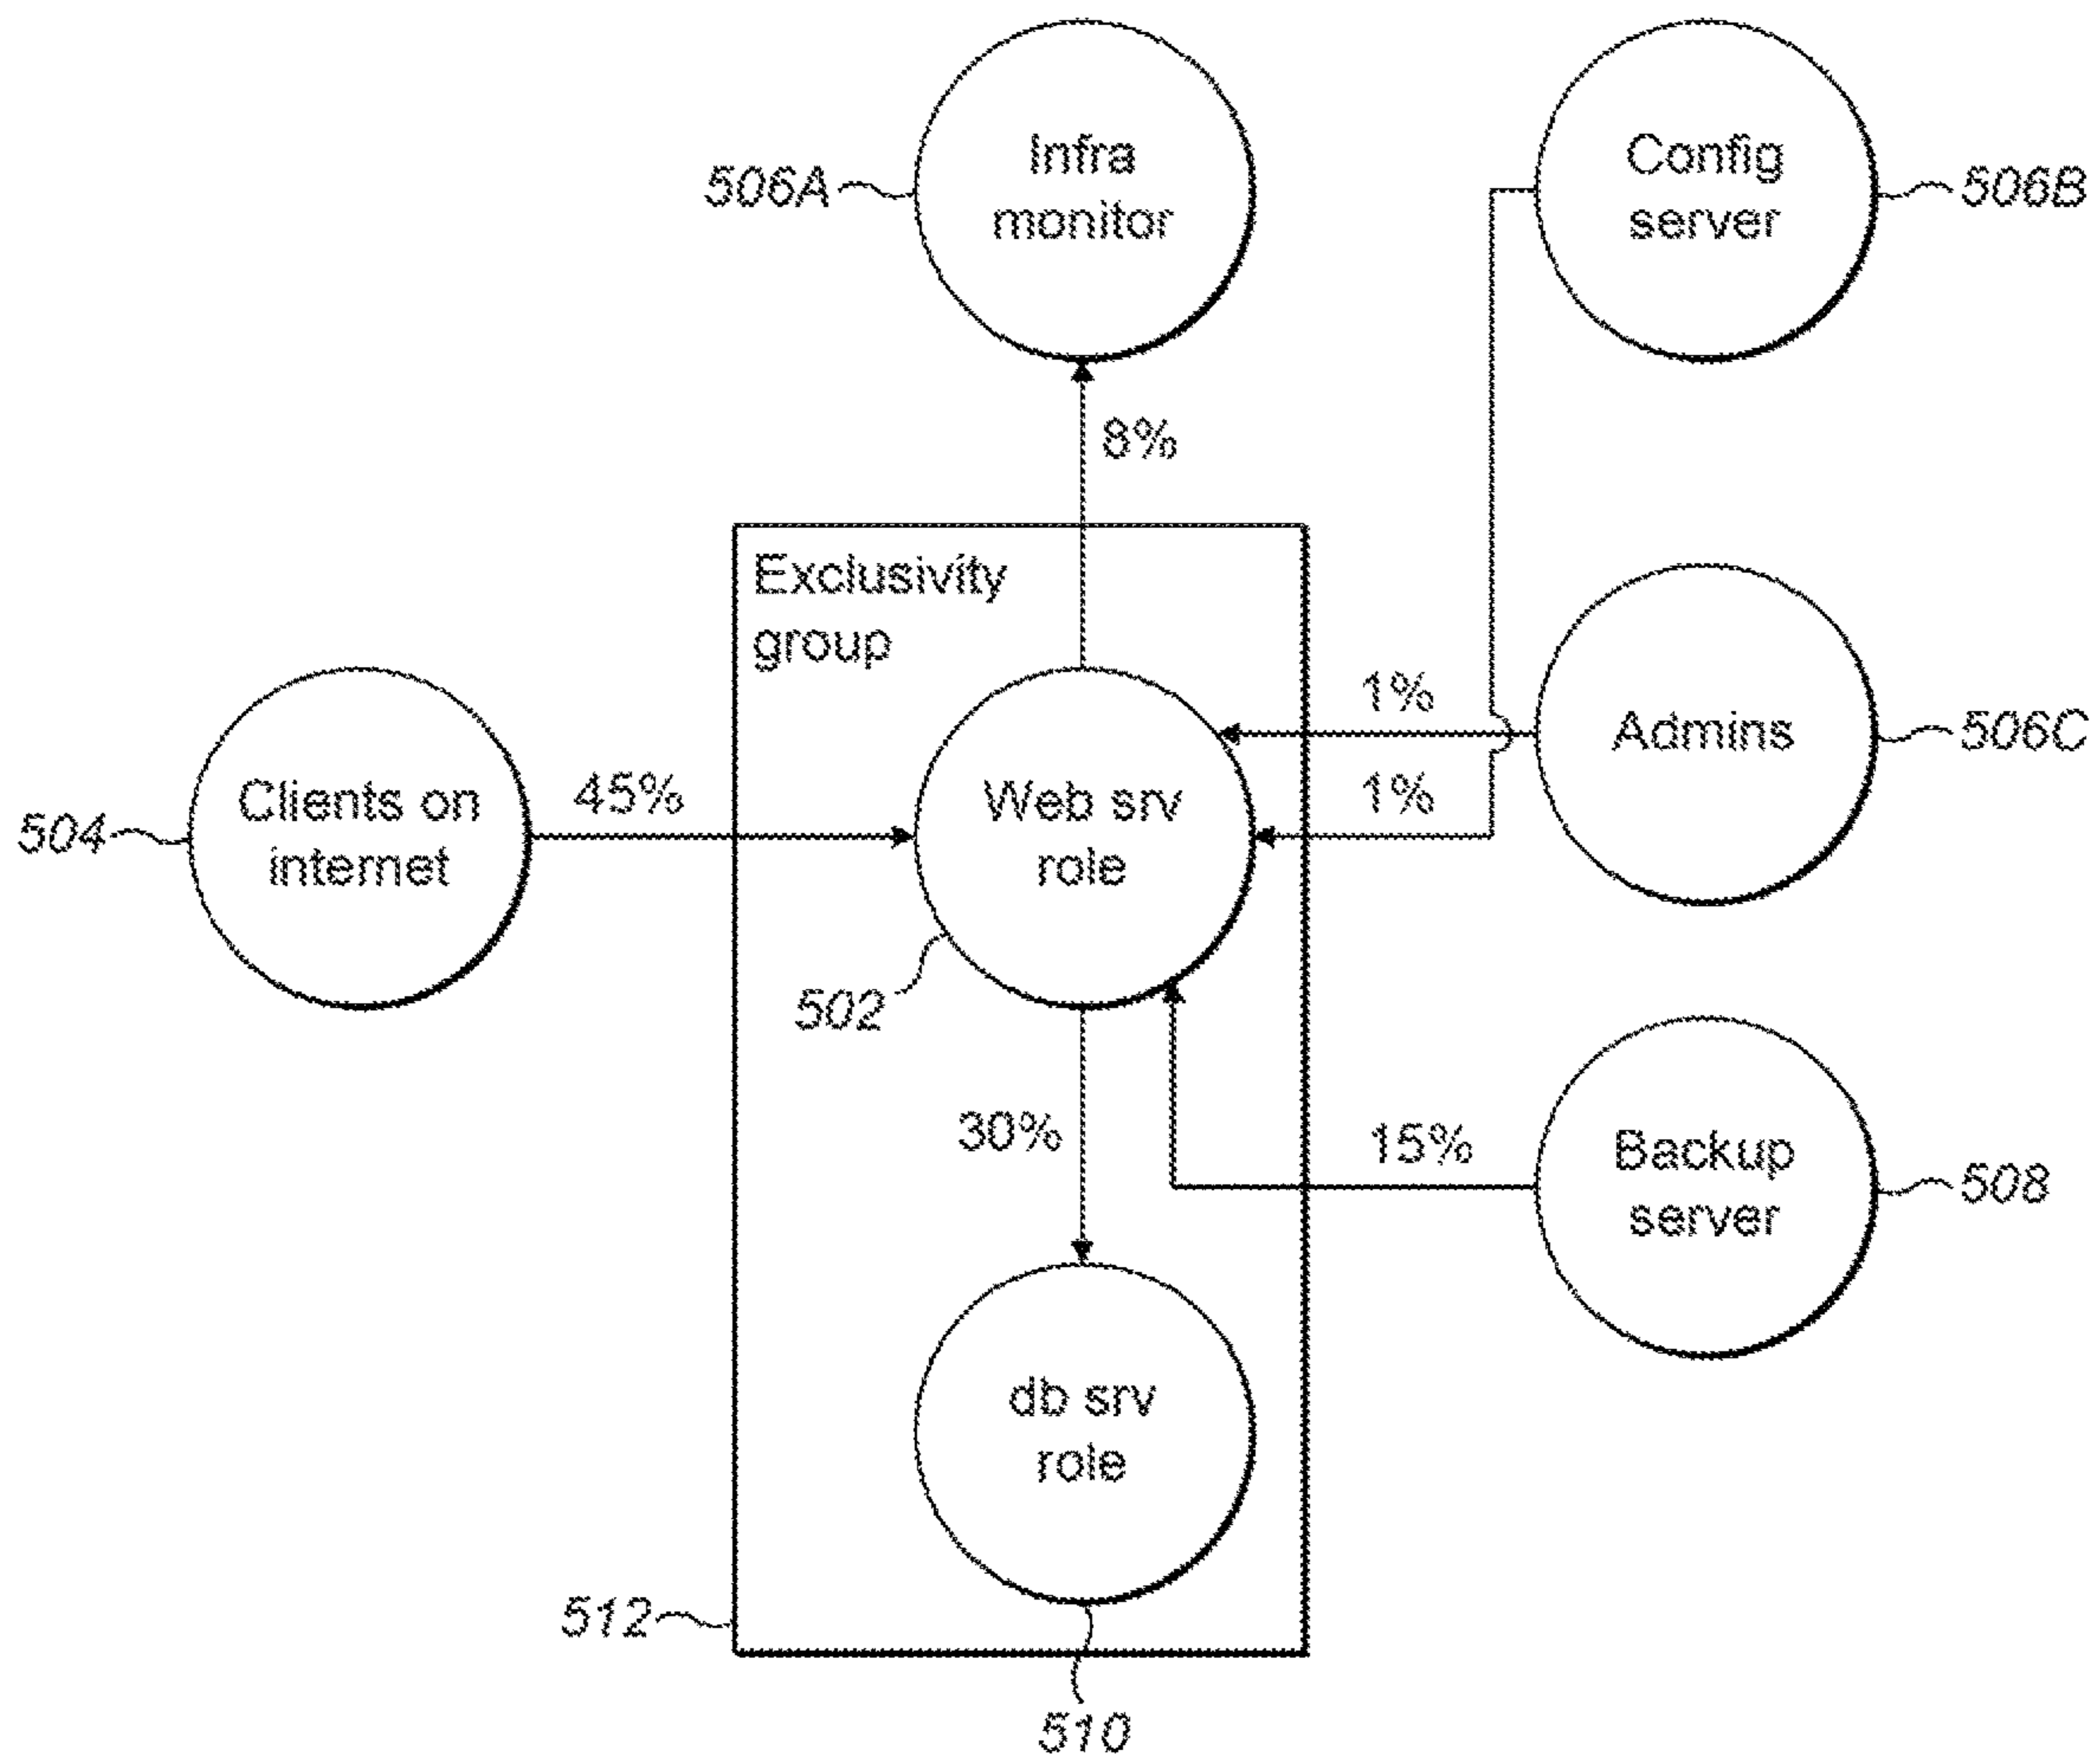 Infra
monitor
506A
Config
server
506B
8%
Exclusivity
group
1%
Admins
506C
Clients on
internet
504
45%
Web srv
role
1%
502
30%
15%
Backup
server
508
db srv
role
512
510